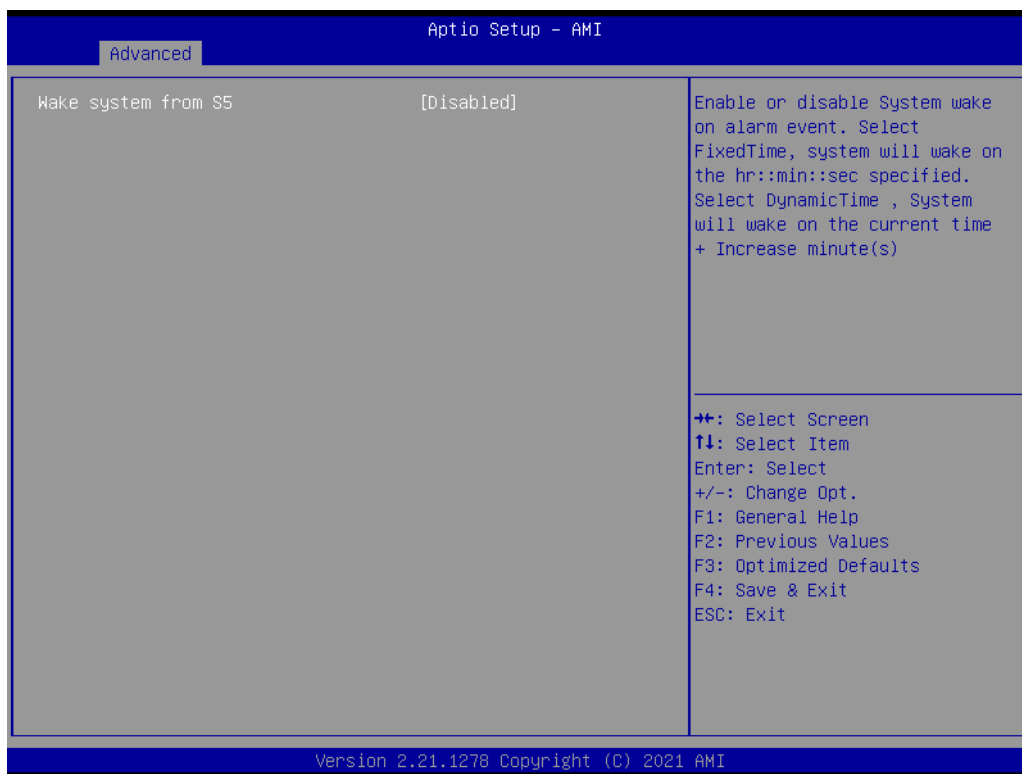 Aptio Setup – AMI
Advanced
Wake system from S5 [Disabled]
Enable or disable System wake
on alarm event. Select
FixedTime, system will wake on
the hr::min::sec specified.
Select DynamicTime , System
will wake on the current time
+ Increase minute(s)
→←: Select Screen
↑↓: Select Item
Enter: Select
+/-: Change Opt.
F1: General Help
F2: Previous Values
F3: Optimized Defaults
F4: Save & Exit
ESC: Exit
Version 2.21.1278 Copyright (C) 2021 AMI